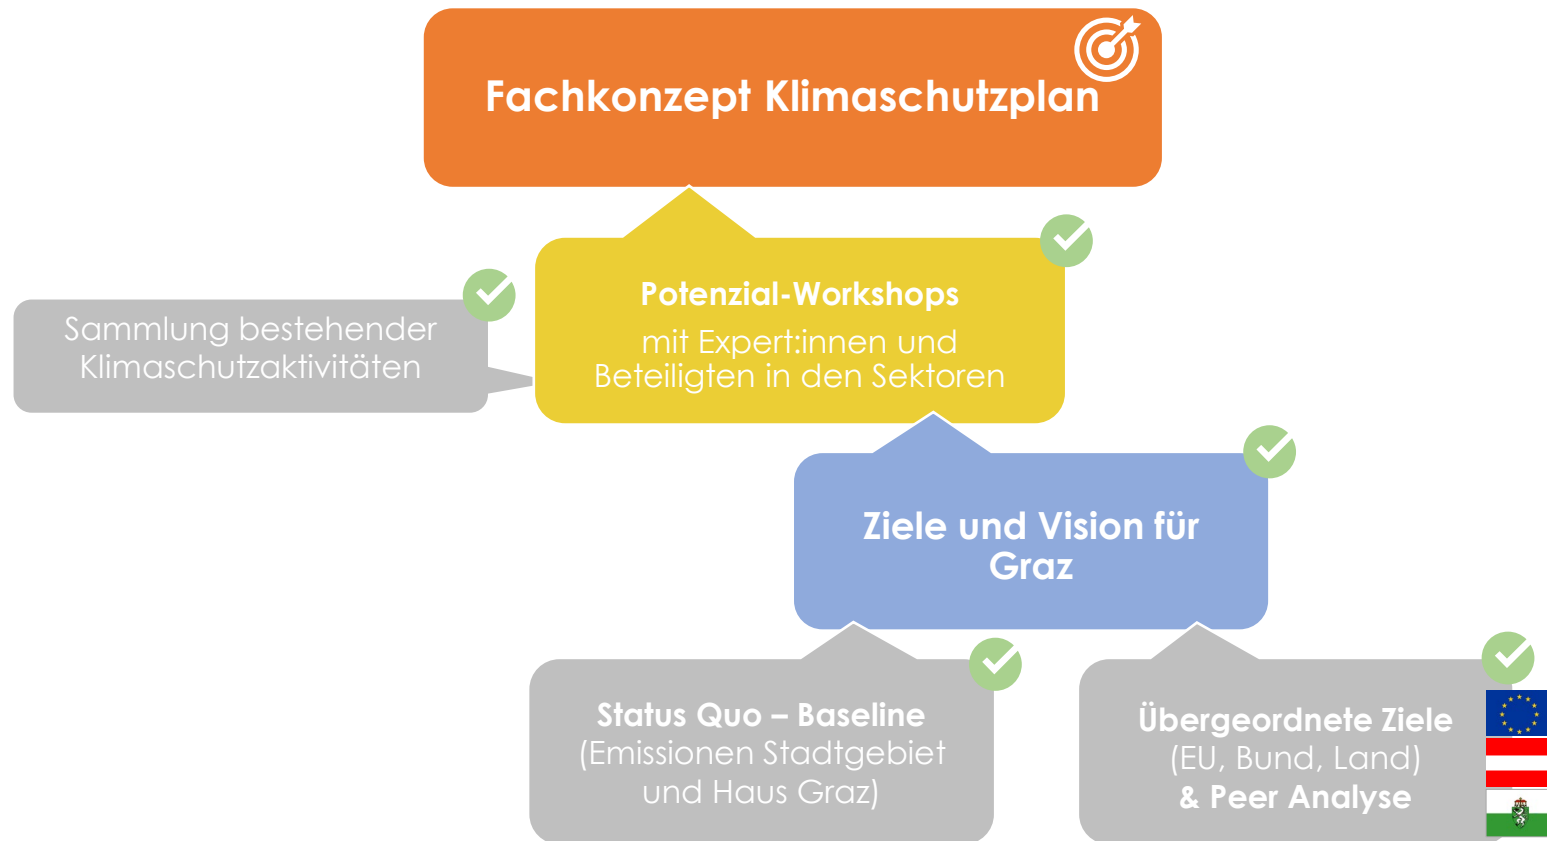 Fachkonzept Klimaschutzplan
Potenzial-Workshops
mit Expert:innen und
Beteiligten in den Sektoren
Sammlung bestehender
Klimaschutzaktivitäten
Ziele und Vision für
Graz
Status Quo – Baseline
(Emissionen Stadtgebiet
und Haus Graz)
Übergeordnete Ziele
(EU, Bund, Land)
& Peer Analyse